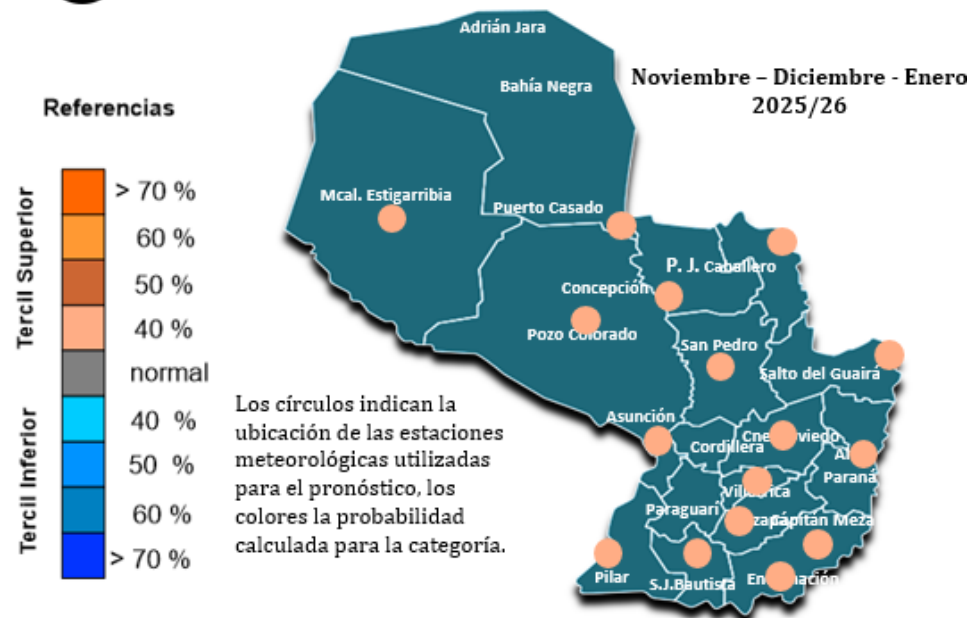 Adrián Jara
Bahía Negra
Noviembre – Diciembre - Enero
2025/26
Referencias
Tercil Superior
> 70 %
60 %
50 %
40 %
normal
Tercil Inferior
40 %
50 %
60 %
> 70 %
Los círculos indican la
ubicación de las estaciones
meteorológicas utilizadas
para el pronóstico, los
colores la probabilidad
calculada para la categoría.
Mcal. Estigarribia
Puerto Casado
P. J. Caballero
Concepción
Pozo Colorado
San Pedro
Salto del Guairá
Asunción
Cordillera
Paraná
Paraguarí
Capitán Meza
Pilar
S.J.Bautista